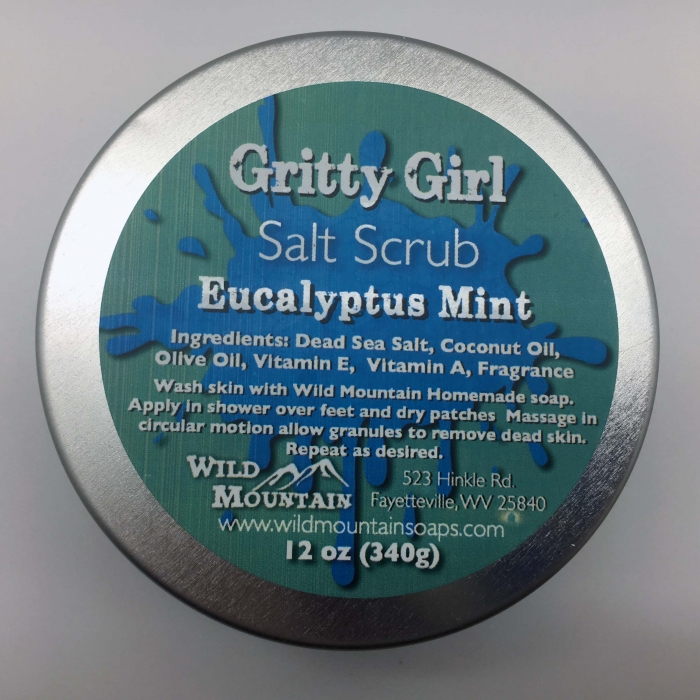 Gritty Girl
Salt Scrub
Eucalyptus Mint
Ingredients: Dead Sea Salt, Coconut Oil,
Olive Oil, Vitamin E, Vitamin A, Fragrance
Wash skin with Wild Mountain Homemade soap.
Apply in shower over feet and dry patches Massage in
circular motion allow granules to remove dead skin.
Repeat as desired.
WILD
MOUNTAIN
523 Hinkle Rd.
Fayetteville, WV 25840
www.wildmountainsoaps.com
12 oz (340g)